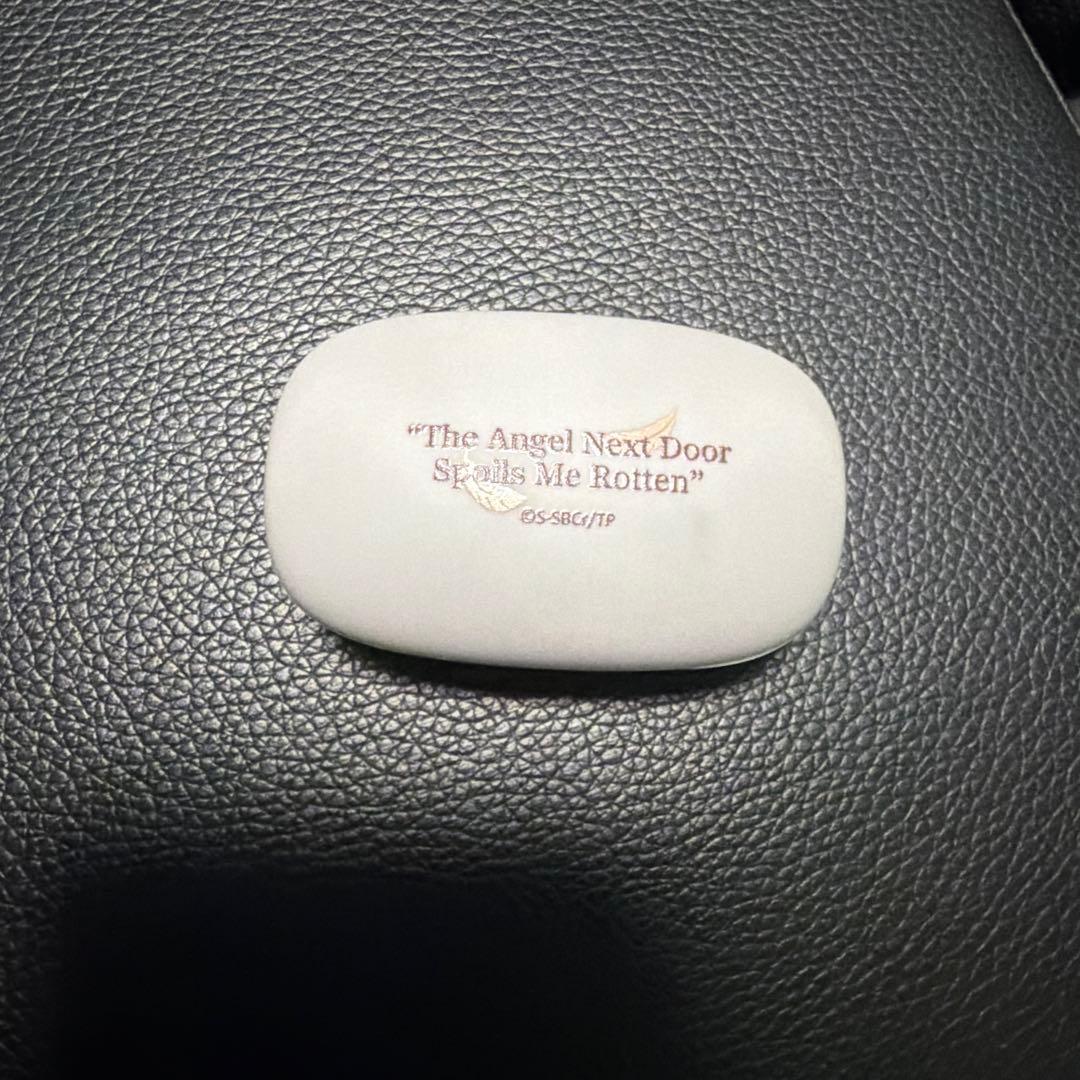 “The Angel Next Door
Spoils Me Rotten”
©S-SBCr/TP